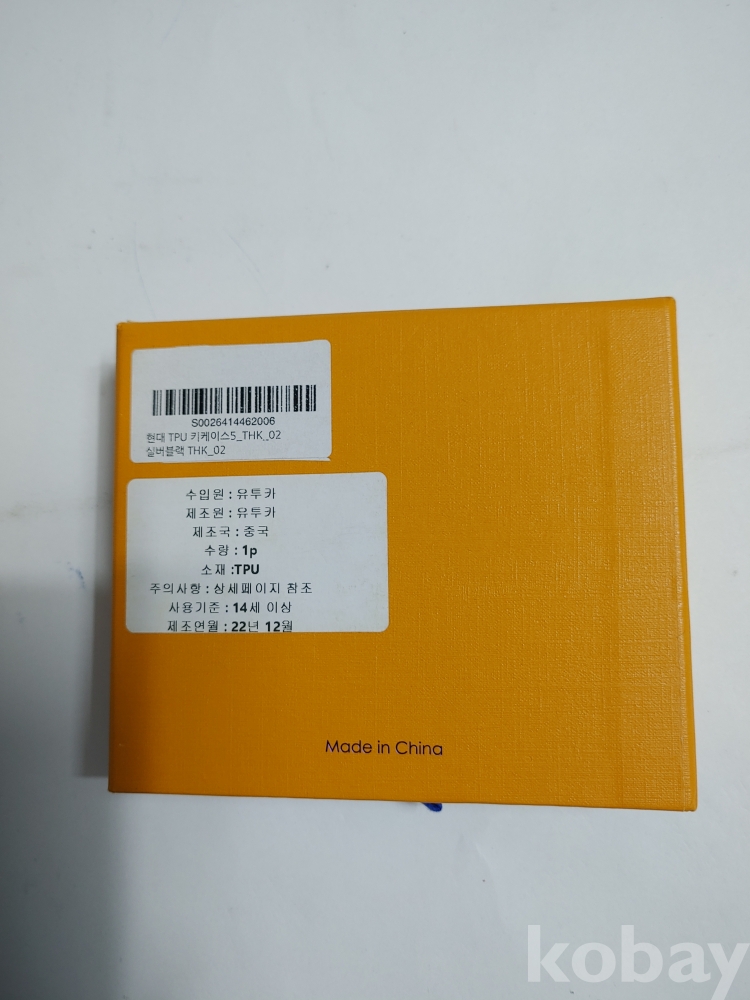 S0026414462006
현대 TPU 키케이스5_THK_02
실버블랙 THK_02
수입원 : 유투카
제조원 : 유투카
제조국 : 중국
수량 : 1p
소재 :TPU
주의사항 : 상세페이지 참조
사용기준 : 14세 이상
제조연월 : 22년 12월
Made in China
kobay